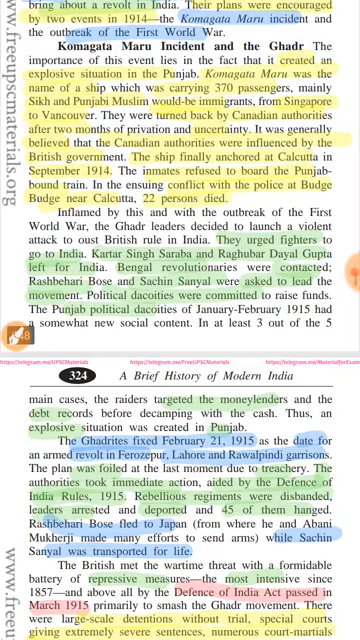 bring about a revolt in India. Their plans were encouraged
by two events in 1914—the Komagata Maru incident and
the outbreak of the First World War.
Komagata Maru Incident and the Ghadr The
importance of this event lies in the fact that it created an
explosive situation in the Punjab. Komagata Maru was the
name of a ship which was carrying 370 passengers, mainly
Sikh and Punjabi Muslim would-be immigrants, from Singapore
to Vancouver. They were turned back by Canadian authorities
after two months of privation and uncertainty. It was generally
believed that the Canadian authorities were influenced by the
British government. The ship finally anchored at Calcutta in
September 1914. The inmates refused to board the Punjab-
bound train. In the ensuing conflict with the police at Budge
Budge near Calcutta, 22 persons died.
Inflamed by this and with the outbreak of the First
World War, the Ghadr leaders decided to launch a violent
attack to oust British rule in India. They urged fighters to
go to India. Kartar Singh Saraba and Raghubar Dayal Gupta
left for India. Bengal revolutionaries were contacted;
Rashbehari Bose and Sachin Sanyal were asked to lead the
movement. Political dacoities were committed to raise funds.
The Punjab political dacoities of January-February 1915 had
a somewhat new social content. In at least 3 out of the 5
www.freeupscmaterials.org
48
https://telegram.me/UPSCMaterials https://telegram.me/FreeUPSCMaterials https://telegram.me/MaterialforExam
324 A Brief History of Modern India
main cases, the raiders targeted the moneylenders and the
debt records before decamping with the cash. Thus, an
explosive situation was created in Punjab.
The Ghadrites fixed February 21, 1915 as the date for
an armed revolt in Ferozepur, Lahore and Rawalpindi garrisons.
The plan was foiled at the last moment due to treachery. The
authorities took immediate action, aided by the Defence of
India Rules, 1915. Rebellious regiments were disbanded,
leaders arrested and deported and 45 of them hanged.
Rashbehari Bose fled to Japan (from where he and Abani
Mukherji made many efforts to send arms) while Sachin
Sanyal was transported for life.
The British met the wartime threat with a formidable
battery of repressive measures—the most intensive since
1857—and above all by the Defence of India Act passed in
March 1915 primarily to smash the Ghadr movement. There
were large-scale detentions without trial, special courts
giving extremely severe sentences, numerous court-martials
www.freeups